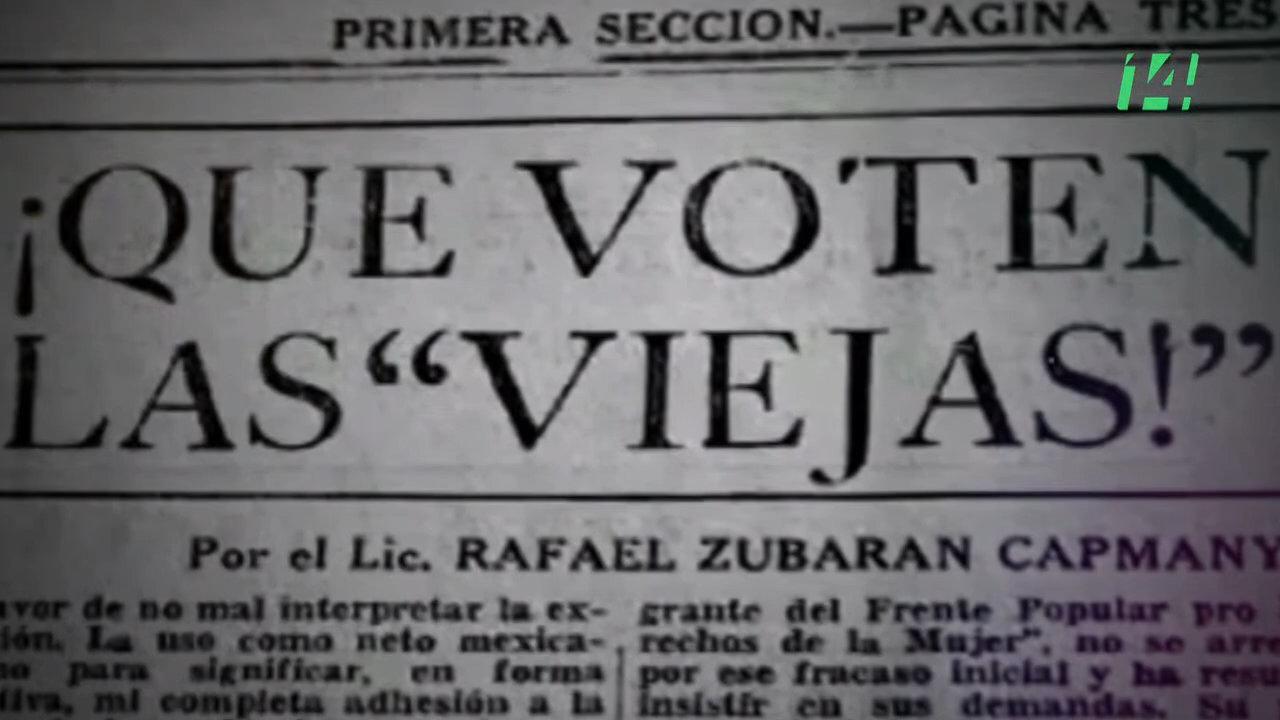 PRIMERA SECCION.—PAGINA TRES
14!
¡QUE VOTEN
LAS “VIEJAS!”
Por el Lic. RAFAEL ZUBARAN CAPMANY
vor de no mal interpretar la ex-
ión. La uso como neto mexica-
no para significar, en forma
tiva, mi completa adhesión a la
grante del Frente Popular pro
rechos de la Mujer”, no se arre
por ese fracaso inicial y ha resu
insistir en sus demandas. Su